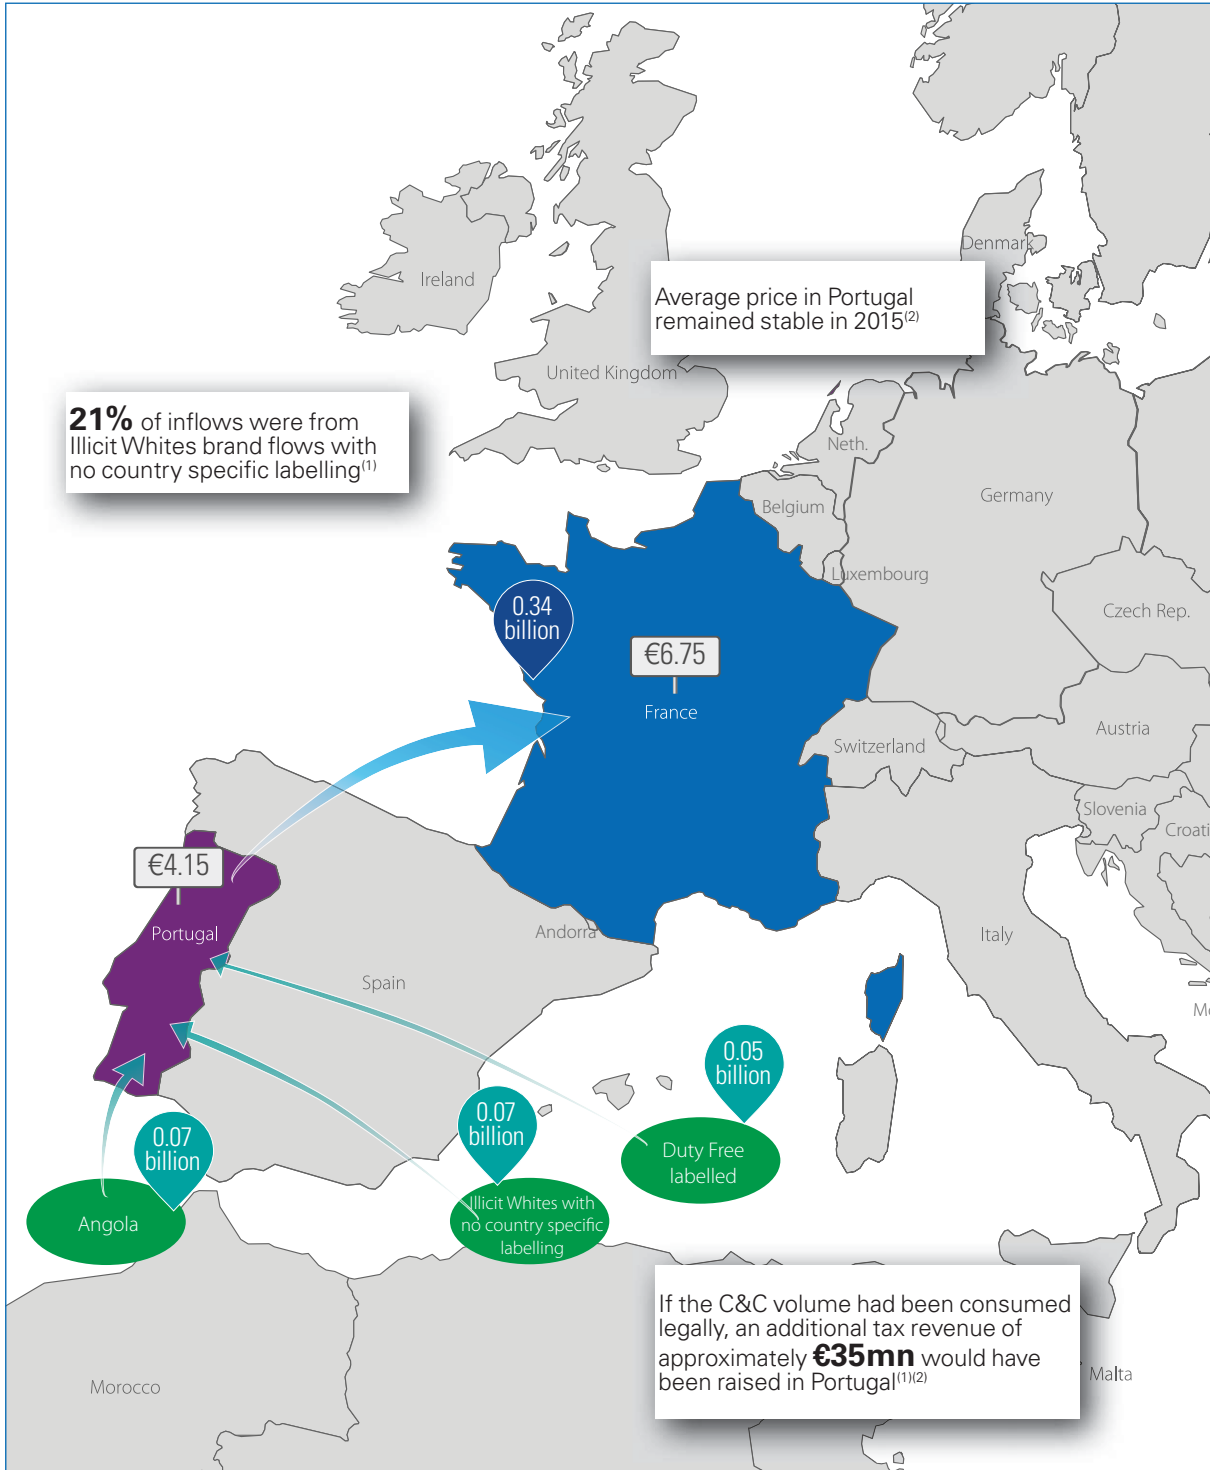 Denmark
Ireland
Average price in Portugal
remained stable in 2015(2)
United Kingdom
21% of inflows were from
Illicit Whites brand flows with
no country specific labelling(1)
Neth.
Germany
Belgium
Luxembourg
Czech Rep.
0.34
billion
€6.75
France
Austria
Switzerland
Slovenia
Croati
€4.15
Portugal
Andorra
Italy
Spain
Mo
0.05
billion
0.07
billion
0.07
billion
Duty Free
labelled
Illicit Whites with
no country specific
labelling
Angola
If the C&C volume had been consumed
legally, an additional tax revenue of
approximately €35mn would have
been raised in Portugal(1)(2)
Malta
Morocco